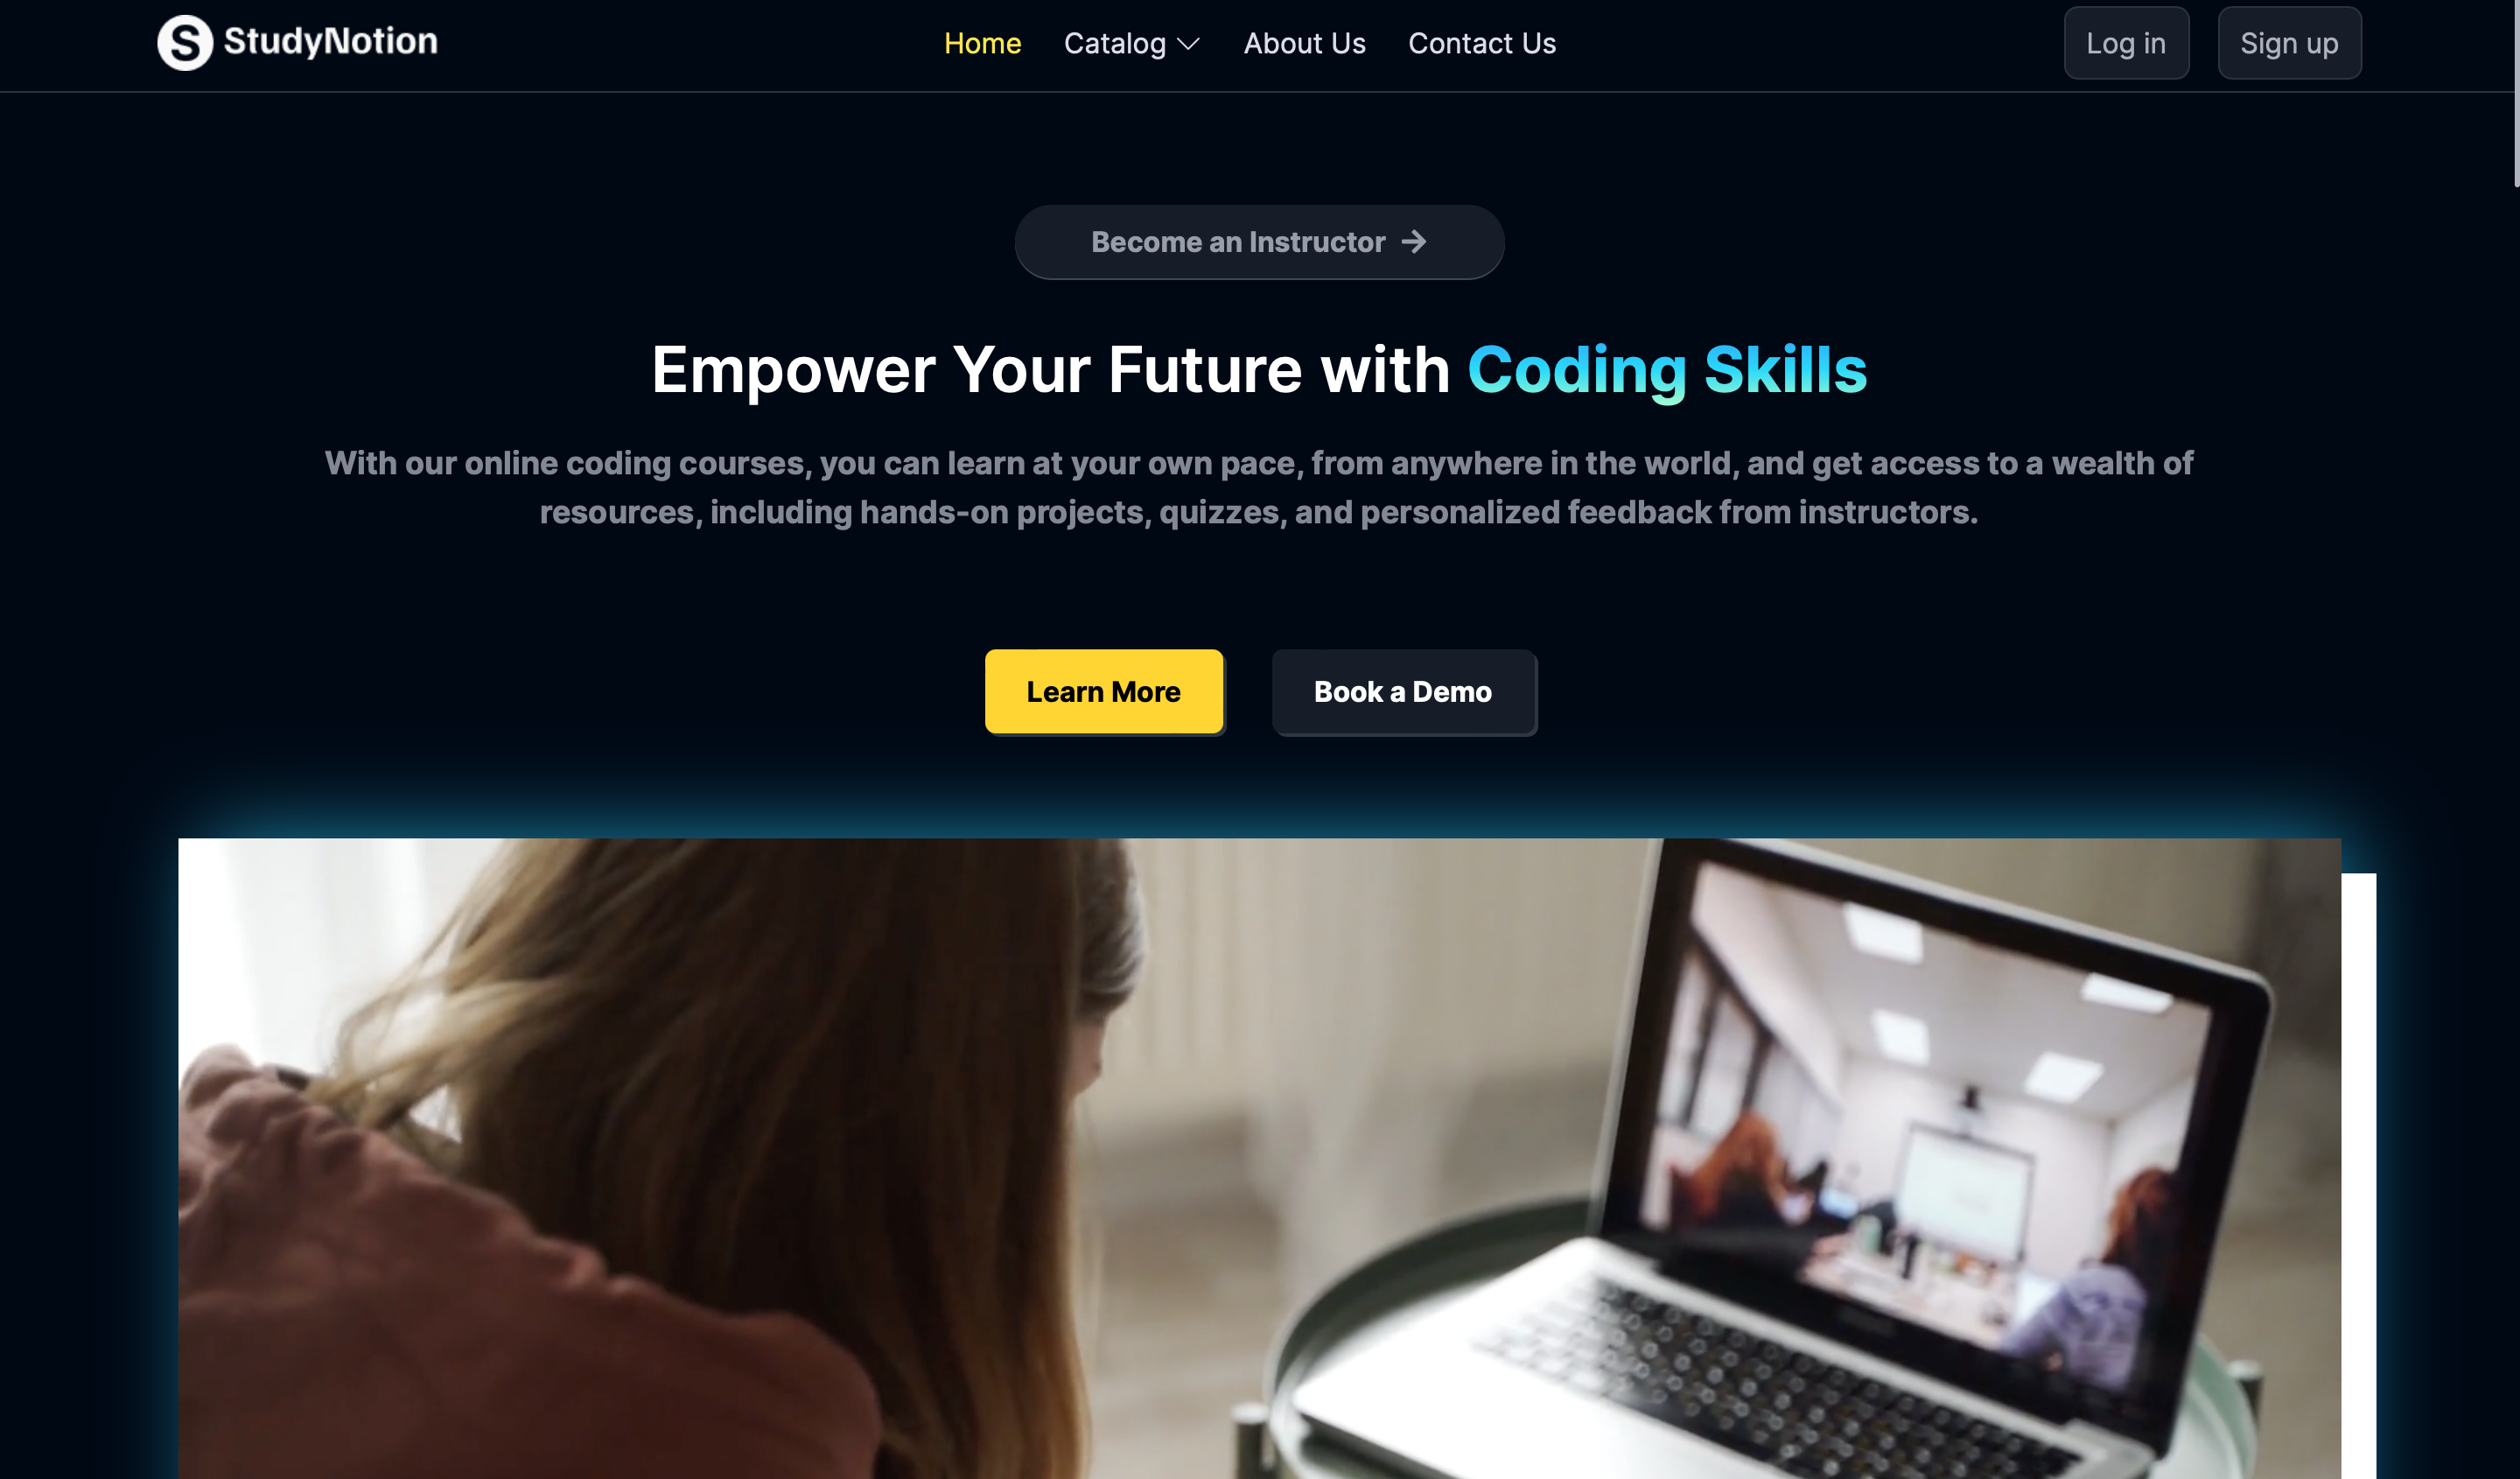 StudyNotion
Home
Catalog
About Us
Contact Us
Log in
Sign up
Become an Instructor
Empower Your Future with Coding Skills
With our online coding courses, you can learn at your own pace, from anywhere in the world, and get access to a wealth of
resources, including hands-on projects, quizzes, and personalized feedback from instructors.
Learn More
Book a Demo